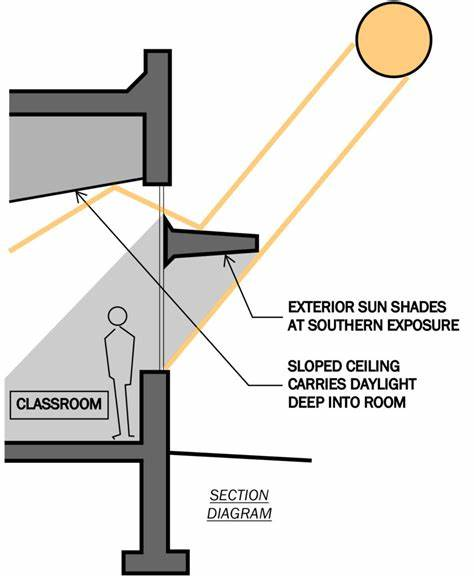 EXTERIOR SUN SHADES
AT SOUTHERN EXPOSURE
SLOPED CEILING
CARRIES DAYLIGHT
DEEP INTO ROOM
CLASSROOM
SECTION
DIAGRAM